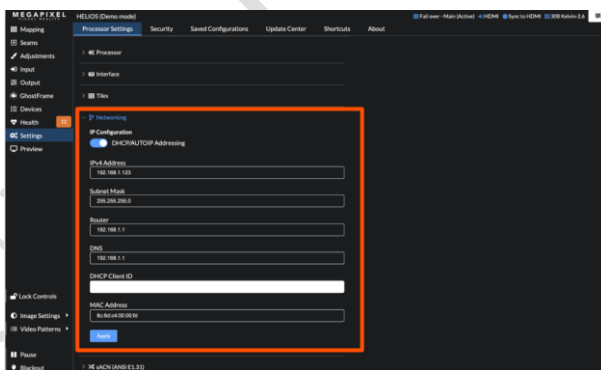 MEGAPIXEL
VISUAL REALITY
HELIOS (Demo mode)
Fail over - Main (Active) HDMI Sync to HDMI
Mapping
Processor Settings Security Saved Configurations Update Center Shortcuts About
Seams
Adjustments
Processor
Input
Output
Interface
GhostFrame
Tiles
Devices
Health 32
Networking
Settings
IP Configuration
Preview
DHCP/AUTOIP Addressing
IPv4 Address
192.168.1.123
Subnet Mask
255.255.255.0
Router
192.168.1.1
DNS
192.168.1.1
DHCP Client ID
Lock Controls
MAC Address
Image Settings
Video Patterns
Apply
Pause
sACN (ANSI E1.31)
Blackout